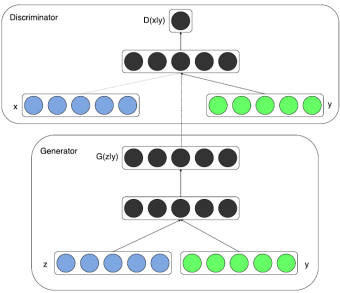 Discriminator
D(x|y)
x
y
Generator
G(z|y)
z
y